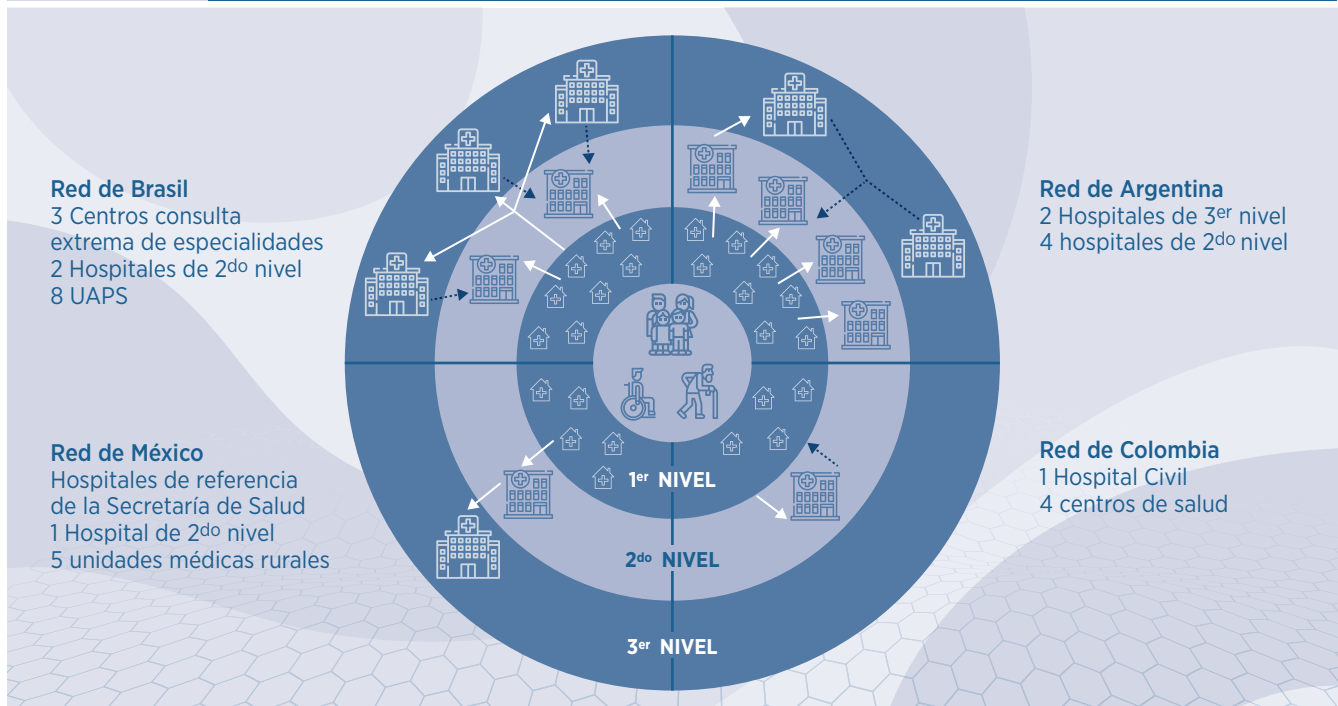 Red de Brasil
3 Centros consulta
extrema de especialidades
2 Hospitales de 2do nivel
8 UAPS
Red de Argentina
2 Hospitales de 3er nivel
4 hospitales de 2do nivel
Red de México
Hospitales de referencia
de la Secretaría de Salud
1 Hospital de 2do nivel
5 unidades médicas rurales
Red de Colombia
1 Hospital Civil
4 centros de salud
1er NIVEL
2do NIVEL
3er NIVEL